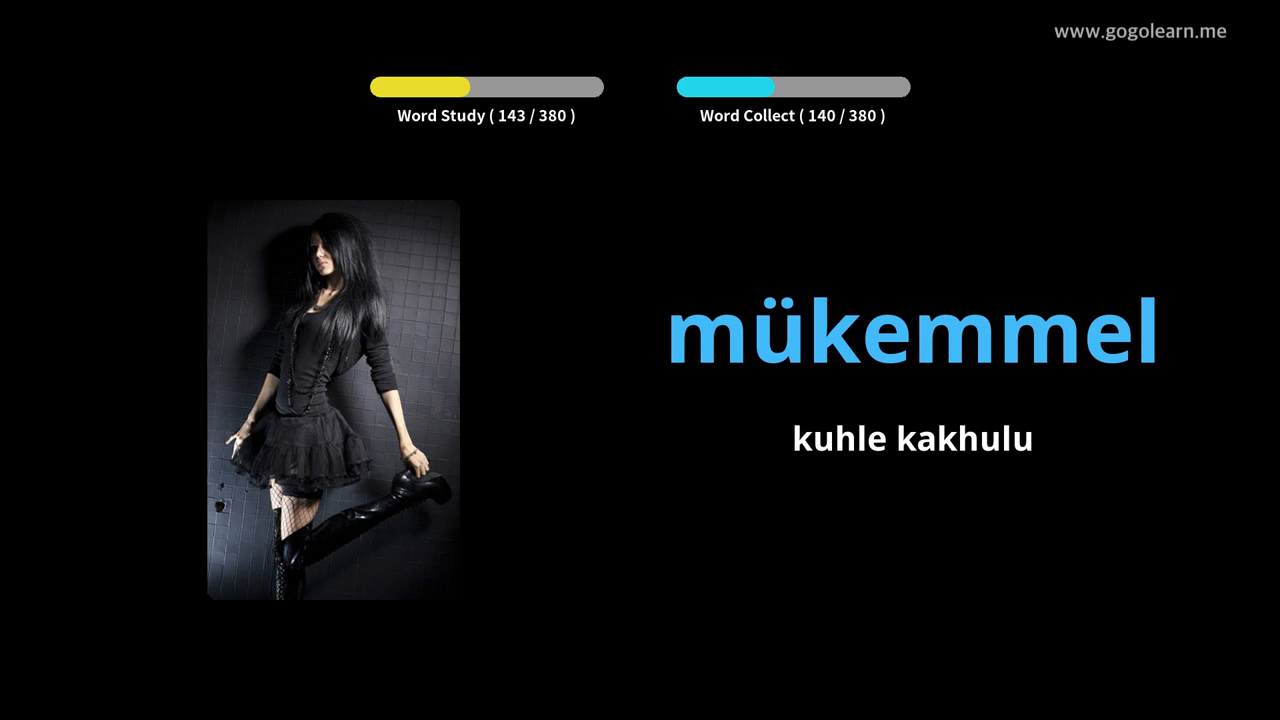 www.gogolearn.me
Word Study ( 143 / 380 )
Word Collect ( 140 / 380 )
mükemmel
kuhle kakhulu